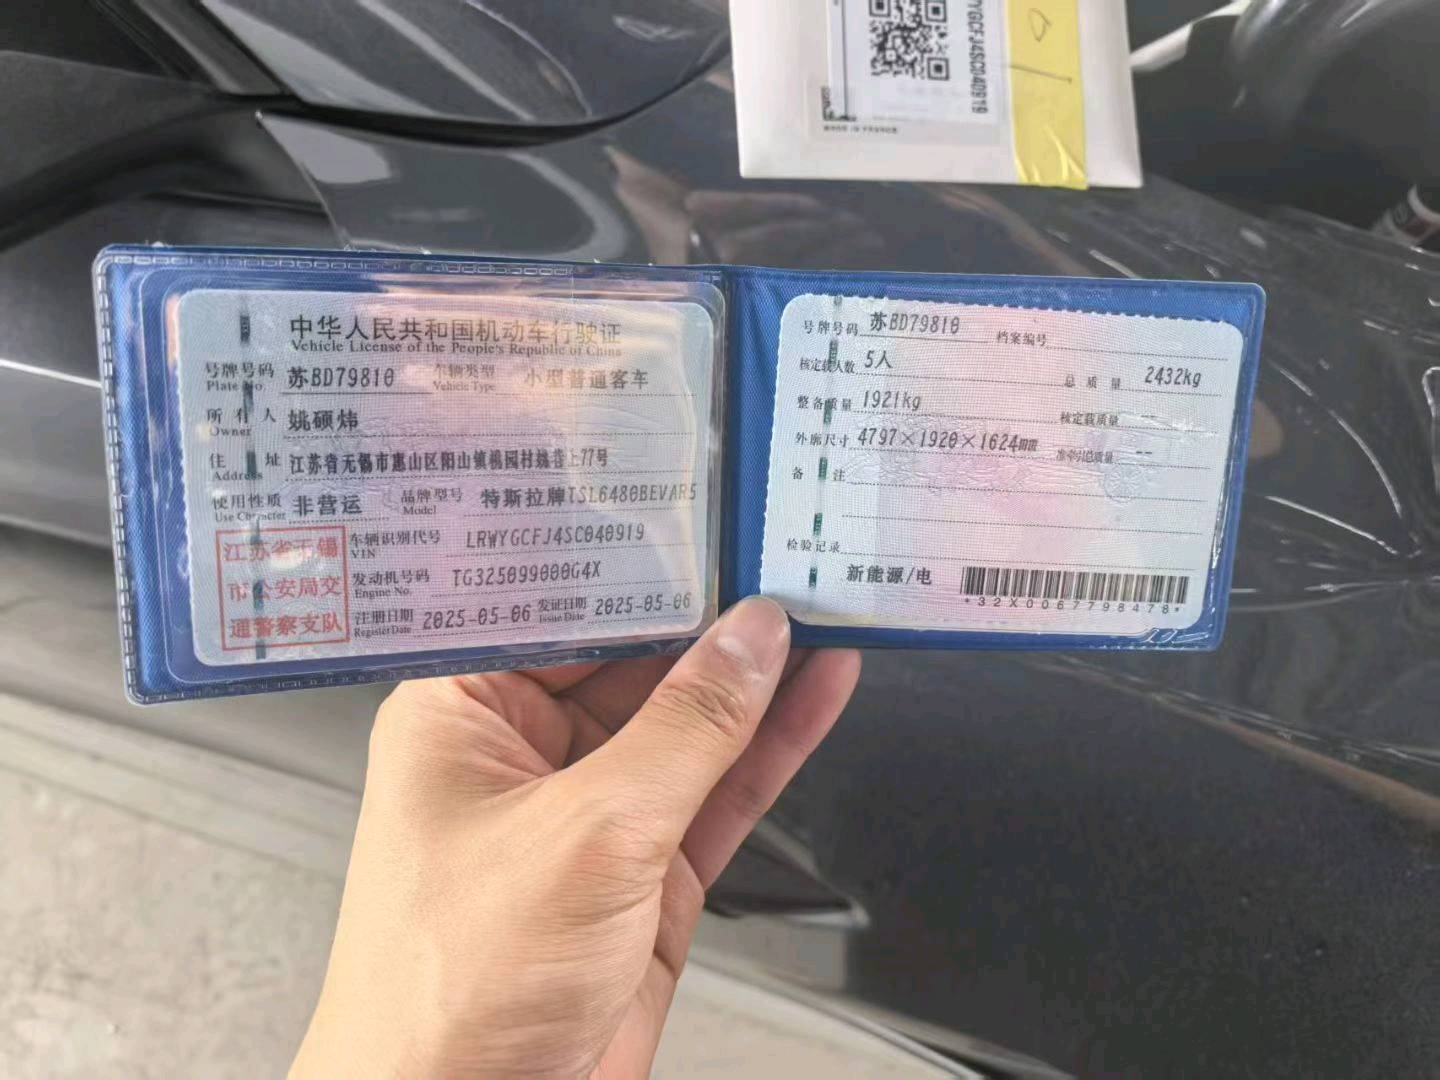 YGCFJ4SC040919
中华人民共和国机动车行驶证
Vehicle License of the People's Republic of China
号牌号码 苏BD79810 车辆类型 小型普通客车
Plate No. Vehicle Type
所有人 姚硕炜
Owner
住址 江苏省无锡市惠山区阳山镇桃园村姚巷上77号
Address
使用性质 非营运 品牌型号 特斯拉牌TSL6480BEVAR5
Use Character Model
江苏省无锡
市公安局交
通警察支队
车辆识别代号 LRWYGCFJ4SC040919
VIN
发动机号码 TG325099000G4X
Engine No.
注册日期 2025-05-06 发证日期 2025-05-06
Register Date Issue Date
号牌号码 苏BD79810 档案编号
核定载人数 5人 总质量 2432kg
整备质量 1921kg 核定载质量 --
外廓尺寸 4797×1920×1624mm 准牵引总质量 --
备注
检验记录
新能源/电
*32X0067798478*